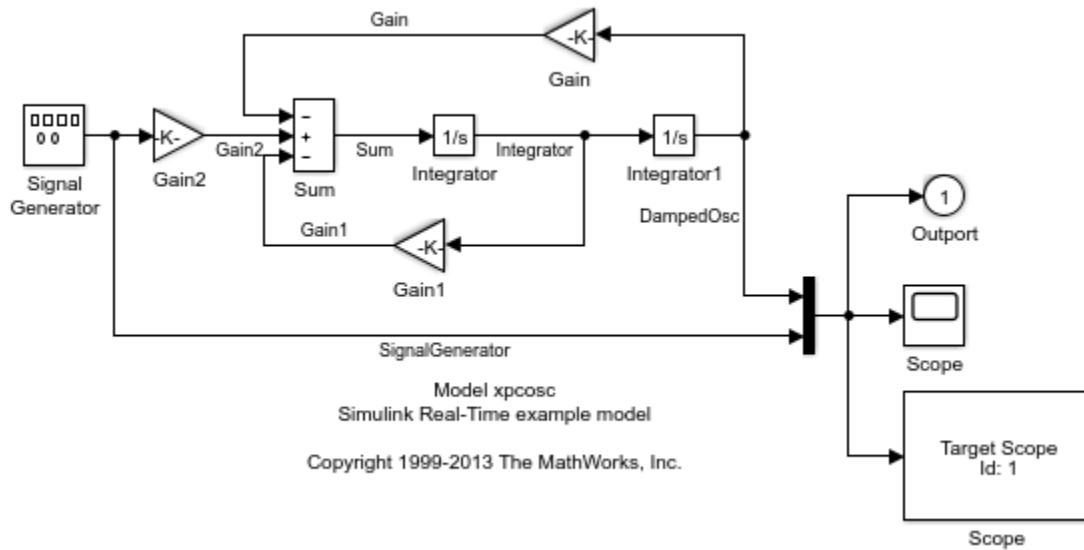 Gain
-K-
Gain
Signal
Generator
-K-
Gain2
Gain2
−
+
−
Sum
Sum
1/s
Integrator
Integrator
1/s
Integrator1
DampedOsc
Gain1
-K-
Gain1
1
Outport
SignalGenerator
Scope
Model xpcosc
Simulink Real-Time example model
Copyright 1999-2013 The MathWorks, Inc.
Target Scope
Id: 1
Scope